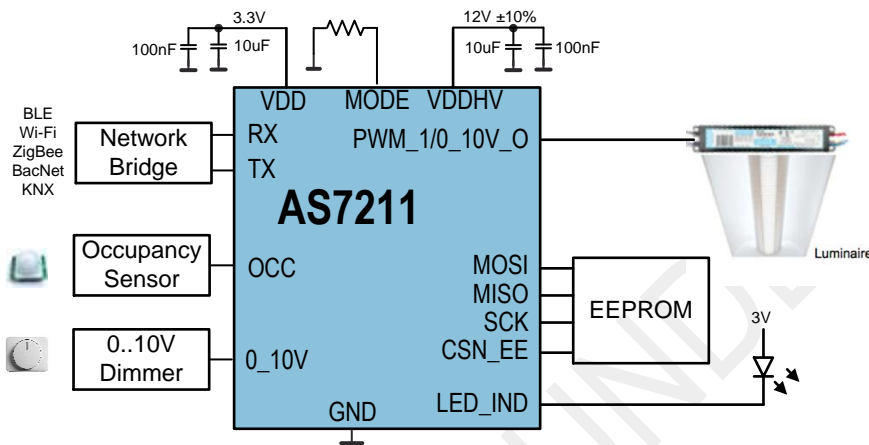 3.3V
12V ±10%
100nF
10uF
10uF
100nF
VDD
MODE
VDDHV
BLE
Wi-Fi
ZigBee
BacNet
KNX
Network
Bridge
RX
TX
PWM_1/0_10V_O
AS7211
Luminaire
Occupancy
Sensor
OCC
MOSI
MISO
SCK
CSN_EE
EEPROM
3V
0..10V
Dimmer
0_10V
GND
LED_IND